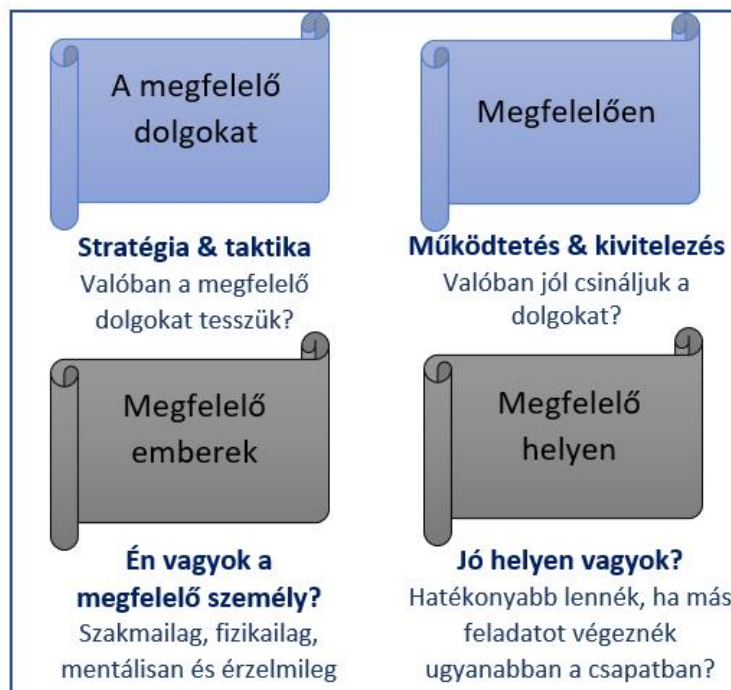 A megfelelő
dolgokat
Stratégia & taktika
Valóban a megfelelő
dolgokat tesszük?
Megfelelően
Működtetés & kivitelezés
Valóban jól csináljuk a
dolgokat?
Megfelelő
emberek
Én vagyok a
megfelelő személy?
Szakmailag, fizikailag,
mentálisan és érzelmileg
Megfelelő
helyen
Jó helyen vagyok?
Hatékonyabb lennék, ha más
feladatot végeznék
ugyanabban a csapatban?